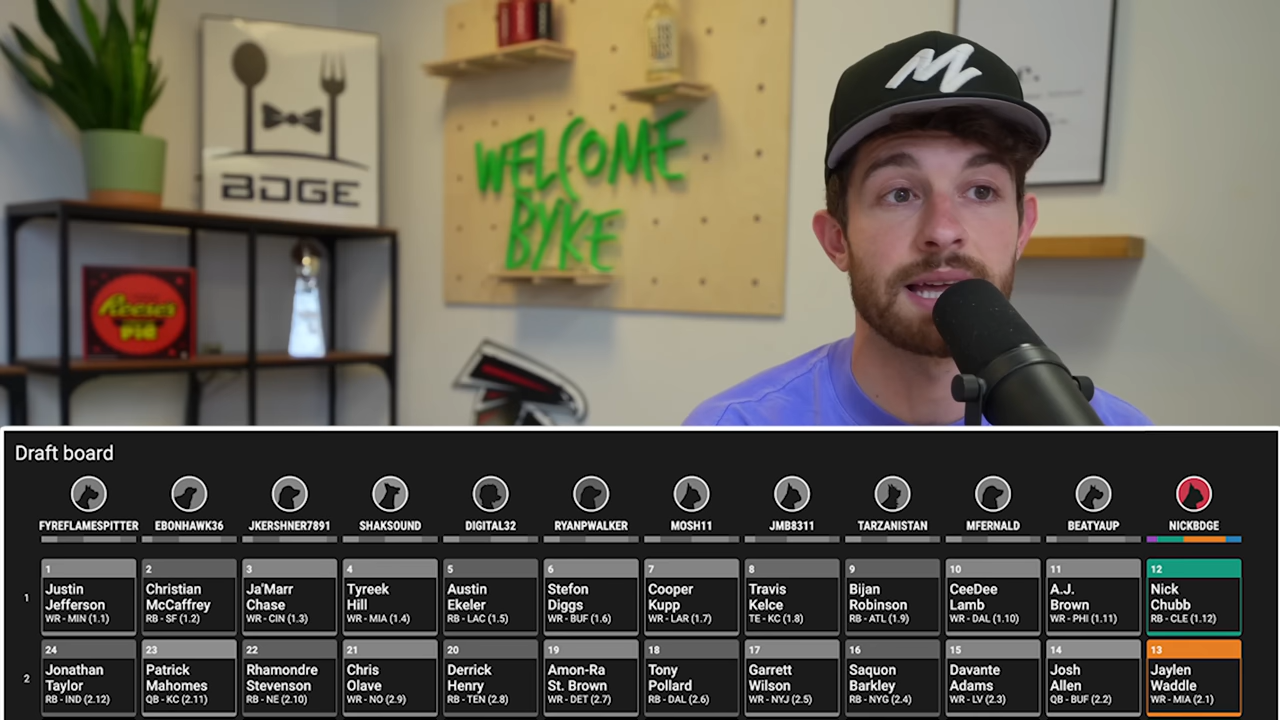 M
BDGE
WELCOME
BYKE
Reese's
PIG
Draft board
FYREFLAMESPITTER EBONHAWK36 JKERSHNER7891 SHAKSOUND DIGITAL32 RYANPWALKER MOSH11 JMB8311 TARZANISTAN MFERNALD BEATYAUP NICKBDGE
1 2 3 4 5 6 7 8 9 10 11 12
1 Justin Christian Ja'Marr Tyreek Austin Stefon Cooper Travis Bijan CeeDee A.J. Nick
Jefferson McCaffrey Chase Hill Ekeler Diggs Kupp Kelce Robinson Lamb Brown Chubb
WR - MIN (1.1) RB - SF (1.2) WR - CIN (1.3) WR - MIA (1.4) RB - LAC (1.5) WR - BUF (1.6) WR - LAR (1.7) TE - KC (1.8) RB - ATL (1.9) WR - DAL (1.10) WR - PHI (1.11) RB - CLE (1.12)
24 23 22 21 20 19 18 17 16 15 14 13
2 Jonathan Patrick Rhamondre Chris Derrick Amon-Ra Tony Garrett Saquon Davante Josh Jaylen
Taylor Mahomes Stevenson Olave Henry St. Brown Pollard Wilson Barkley Adams Allen Waddle
RB - IND (2.12) QB - KC (2.11) RB - NE (2.10) WR - NO (2.9) RB - TEN (2.8) WR - DET (2.7) RB - DAL (2.6) WR - NYJ (2.5) RB - NYG (2.4) WR - LV (2.3) QB - BUF (2.2) WR - MIA (2.1)